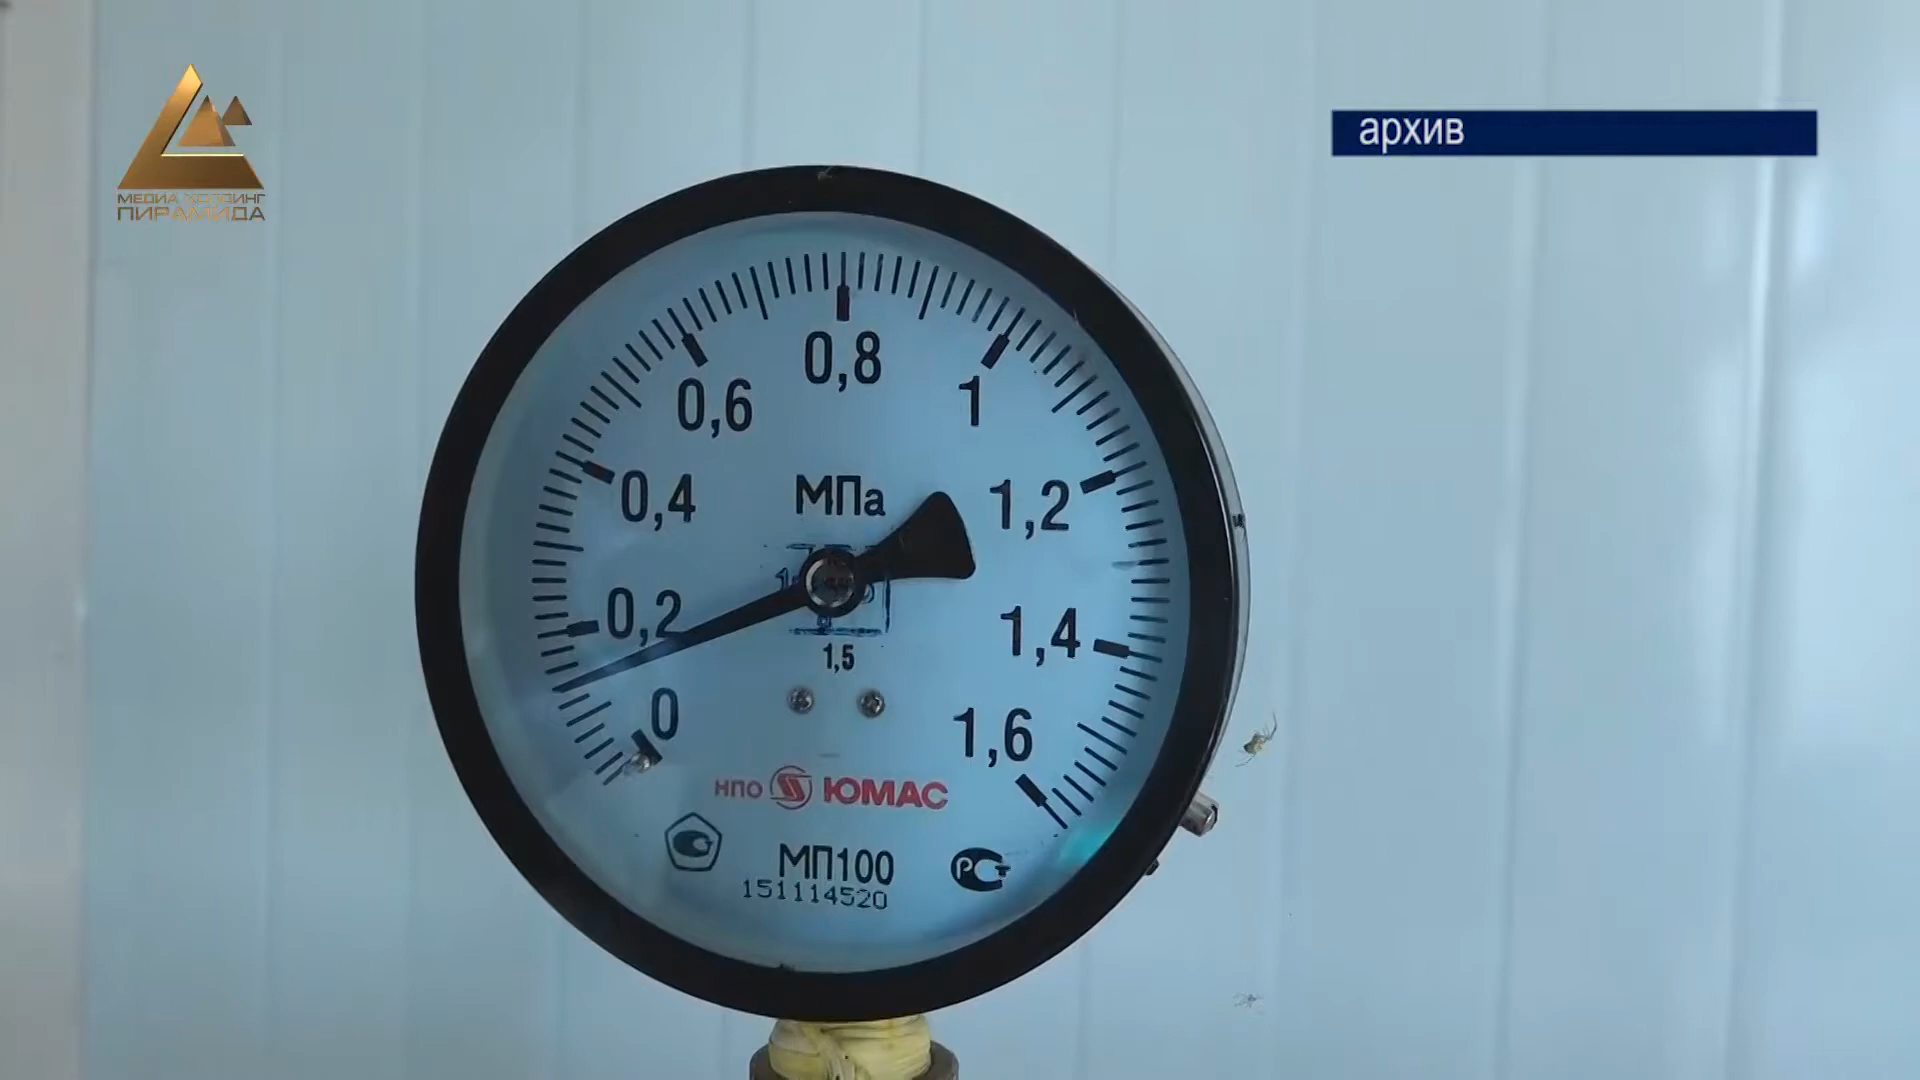 МЕДИА ХОЛДИНГ
ПИРАМИДА
архив
0,8
0,6
1
0,4
МПа
1,2
0,2
1,4
1,5
0
1,6
НПО ЮМАС
МП100
РСТ
151114520